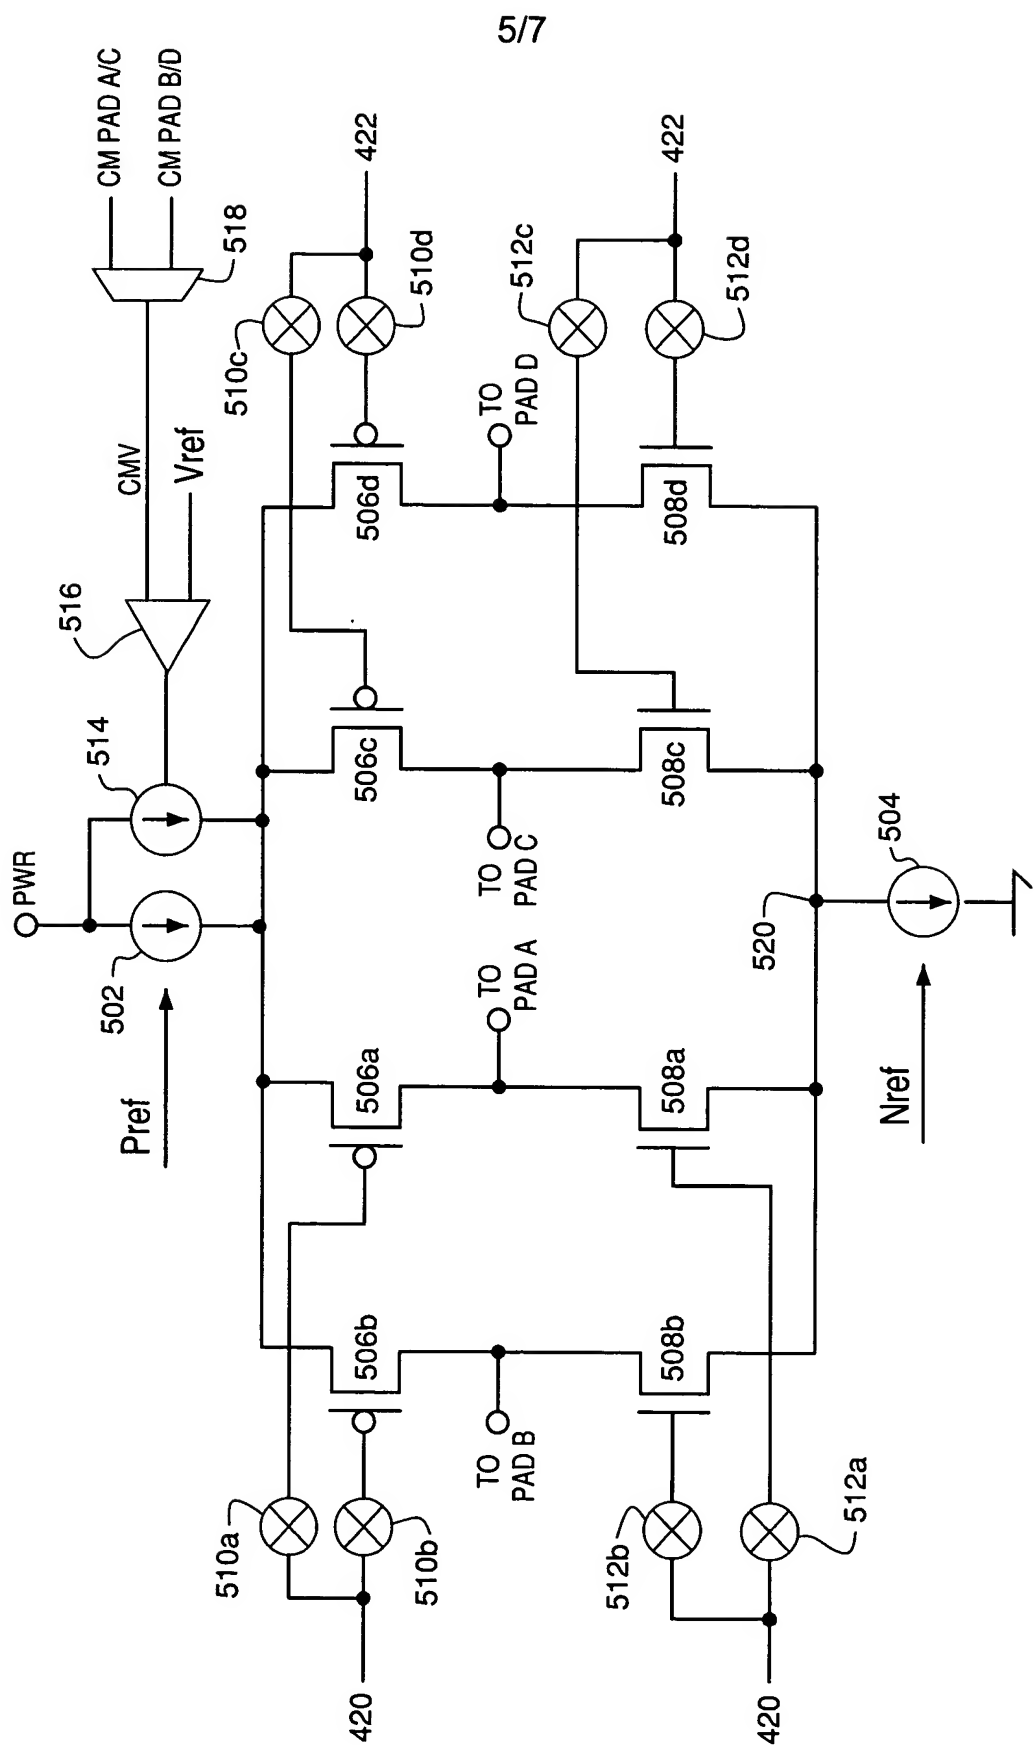 5/7
CM PAD A/C
CM PAD B/D
518
CMV
Vref
516
514
PWR
502
Pref
422
510c
510d
506d
506c
506a
506b
510a
510b
420
TO
PAD D
TO
PAD C
TO
PAD A
TO
PAD B
422
512c
512d
508d
508c
508a
508b
512b
512a
420
520
504
Nref